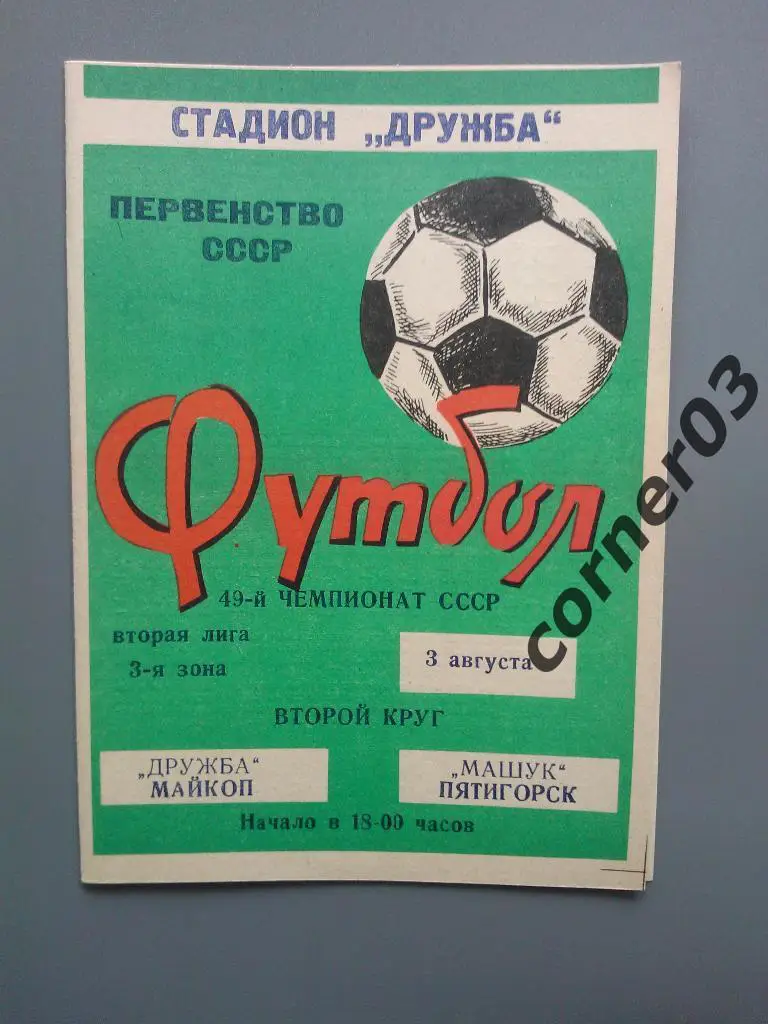 СТАДИОН „ДРУЖБА“
ПЕРВЕНСТВО
СССР
Футбол
49-й ЧЕМПИОНАТ СССР
вторая лига
3-я зона
3 августа
ВТОРОЙ КРУГ
„ДРУЖБА“
МАЙКОП
„МАШУК“
ПЯТИГОРСК
Начало в 18-00 часов
corner03